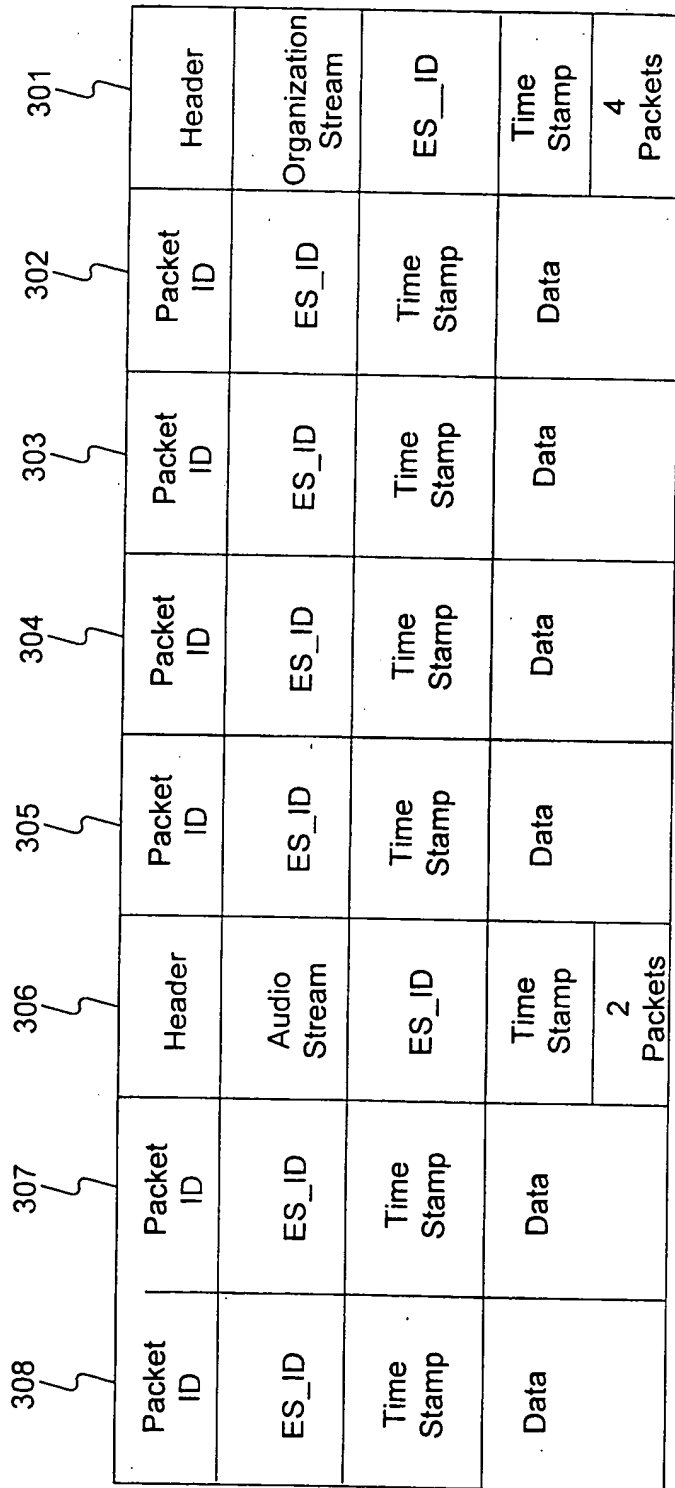 308 307 306 305 304 303 302 301
Packet ID
Packet ID
Header
Packet ID
Packet ID
Packet ID
Packet ID
Header
ES_ID
ES_ID
Audio
Stream
ES_ID
ES_ID
ES_ID
ES_ID
Organization
Stream
Time
Stamp
Time
Stamp
ES_ID
Time
Stamp
Time
Stamp
Time
Stamp
Time
Stamp
ES__ID
Data
Data
Time
Stamp
Data
Data
Data
Data
Time
Stamp
2
Packets
4
Packets